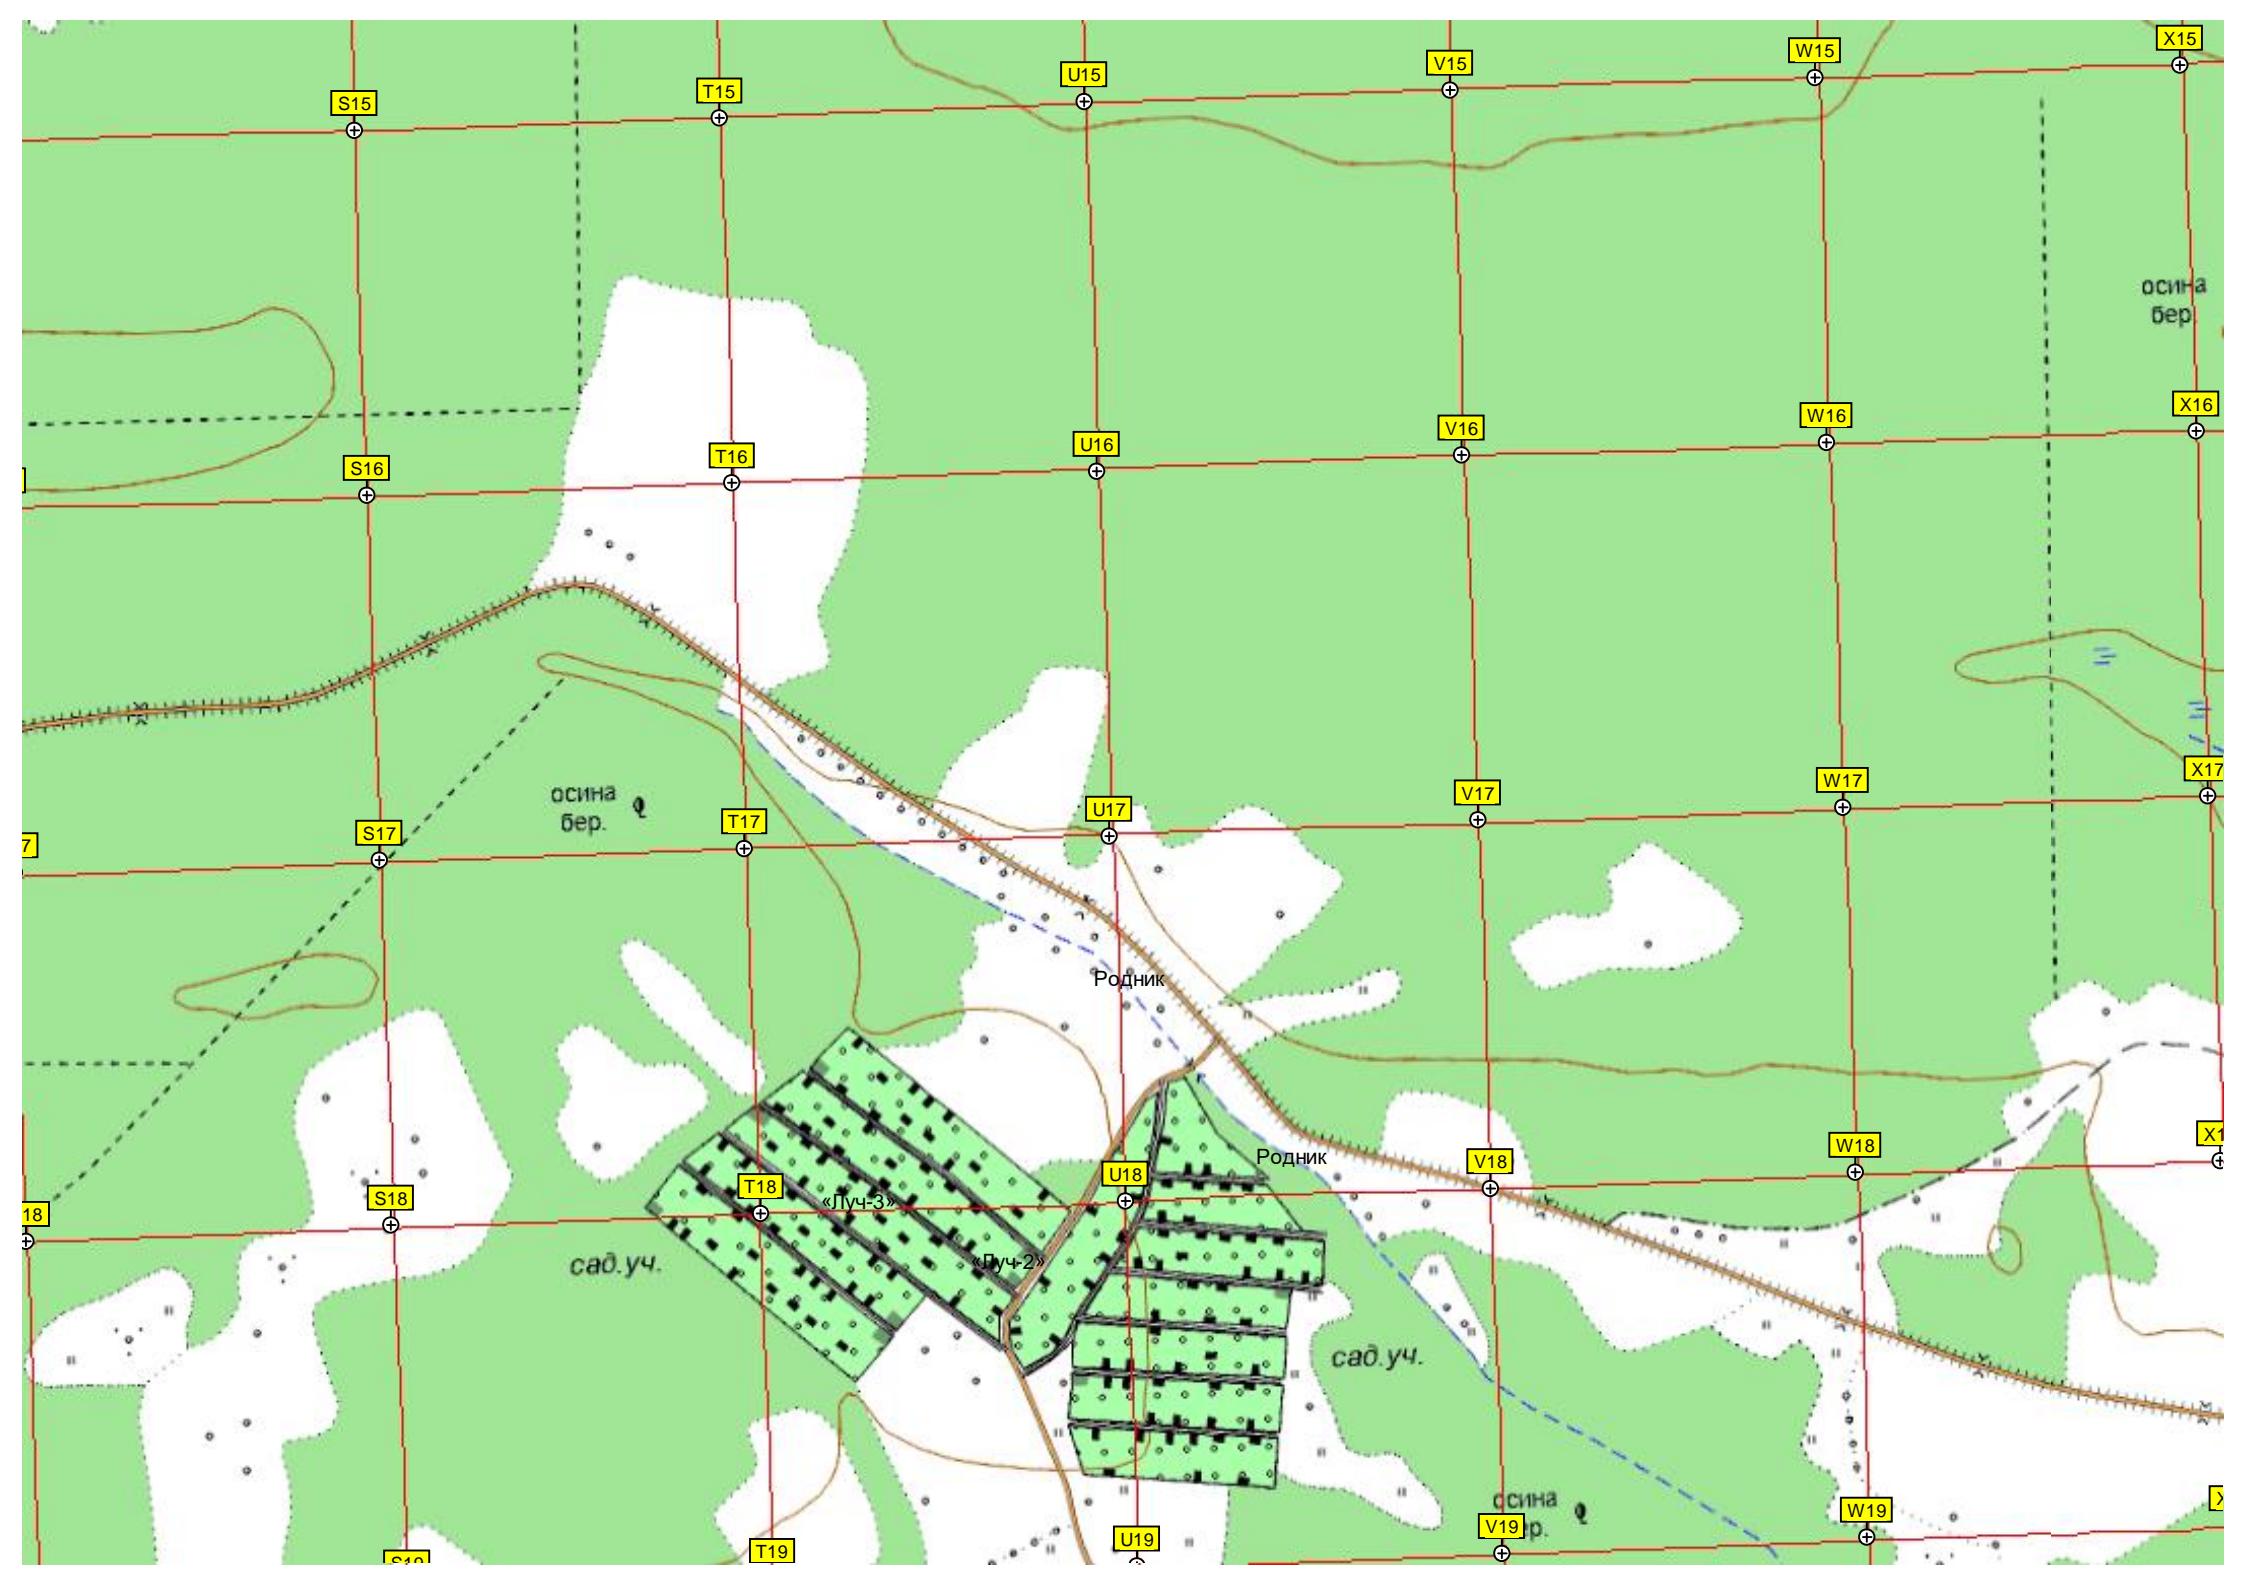 X15
W15
V15
U15
T15
S15
осина
бер.
X16
W16
V16
U16
T16
S16
X17
W17
V17
осина
бер.
U17
T17
S17
7
Родник
W18
Родник
V18
U18
T18
«Луч-3»
S18
18
«Луч-2»
сад.уч.
сад.уч.
осина
W19
V19
U19
T19